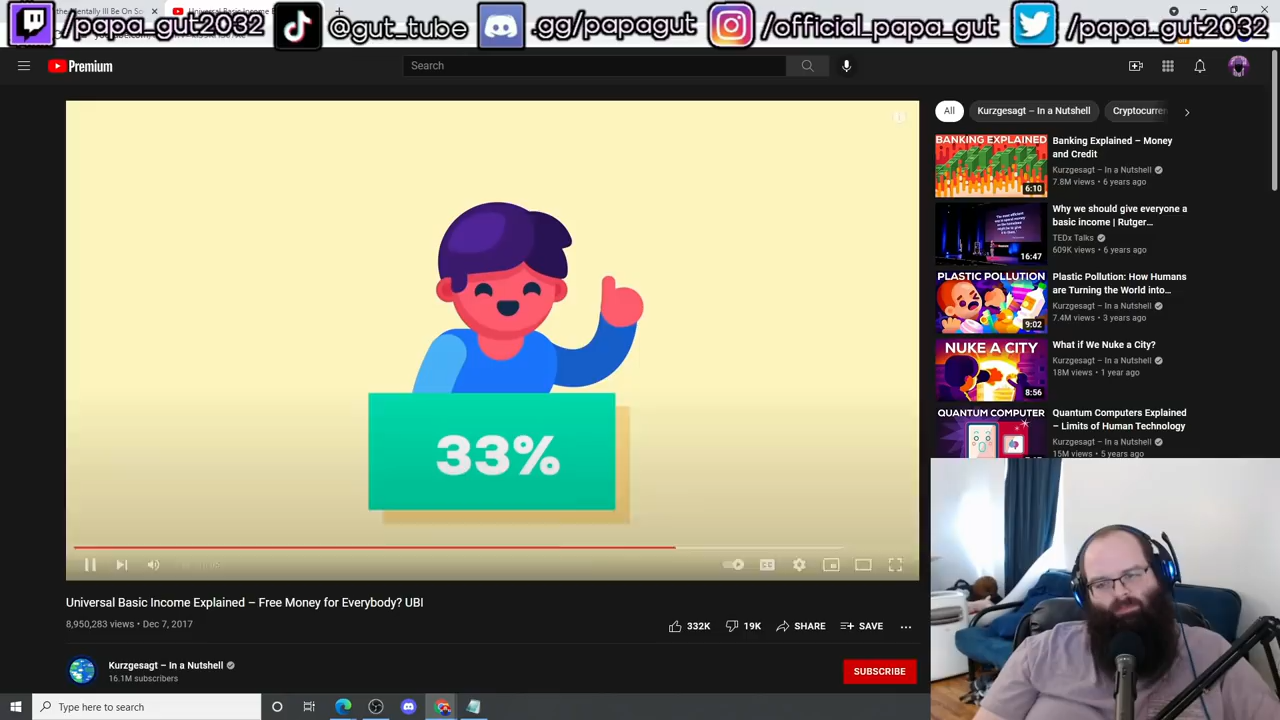 /papa_gut2032
@gut_tube
.gg/papagut
/official_papa_gut
/papa_gut2032
Premium
Search
All
Kurzgesagt – In a Nutshell
BANKING EXPLAINED
6:10
Banking Explained – Money and Credit
Kurzgesagt – In a Nutshell
7.8M views • 6 years ago
16:47
Why we should give everyone a basic income | Rutger...
TEDx Talks
609K views • 6 years ago
PLASTIC POLLUTION
9:02
Plastic Pollution: How Humans are Turning the World into...
Kurzgesagt – In a Nutshell
7.4M views • 3 years ago
NUKE A CITY
8:56
What if We Nuke a City?
Kurzgesagt – In a Nutshell
18M views • 1 year ago
QUANTUM COMPUTER
Quantum Computers Explained – Limits of Human Technology
Kurzgesagt – In a Nutshell
15M views • 5 years ago
33%
CC
Universal Basic Income Explained – Free Money for Everybody? UBI
8,950,283 views • Dec 7, 2017
332K
19K
SHARE
SAVE
Kurzgesagt – In a Nutshell
16.1M subscribers
SUBSCRIBE
Type here to search